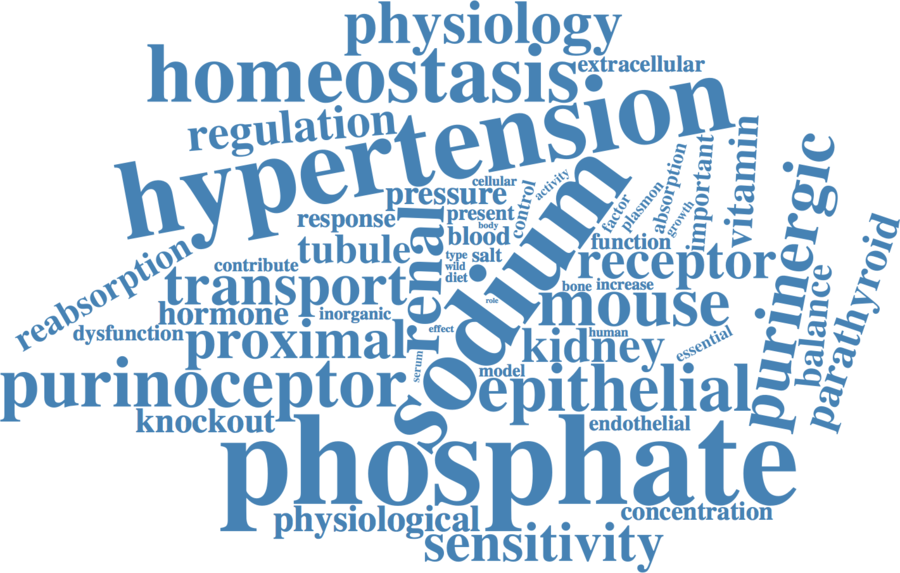 physiology
homeostasis
extracellular
hypertension
regulation
vitamin
important
absorption
plasmon
growth
factor
activity
cellular
pressure
control
purinergic
response
present
body
blood
function
renal
sodium
tubule
parathyroid
reabsorption
contribute
type
salt
receptor
wild
diet
transport
bone
increase
balance
hormone
inorganic
role
mouse
dysfunction
effect
human
proximal
kidney
essential
serum
model
purinoceptor
epithelial
knockout
endothelial
phosphate
physiological
concentration
sensitivity